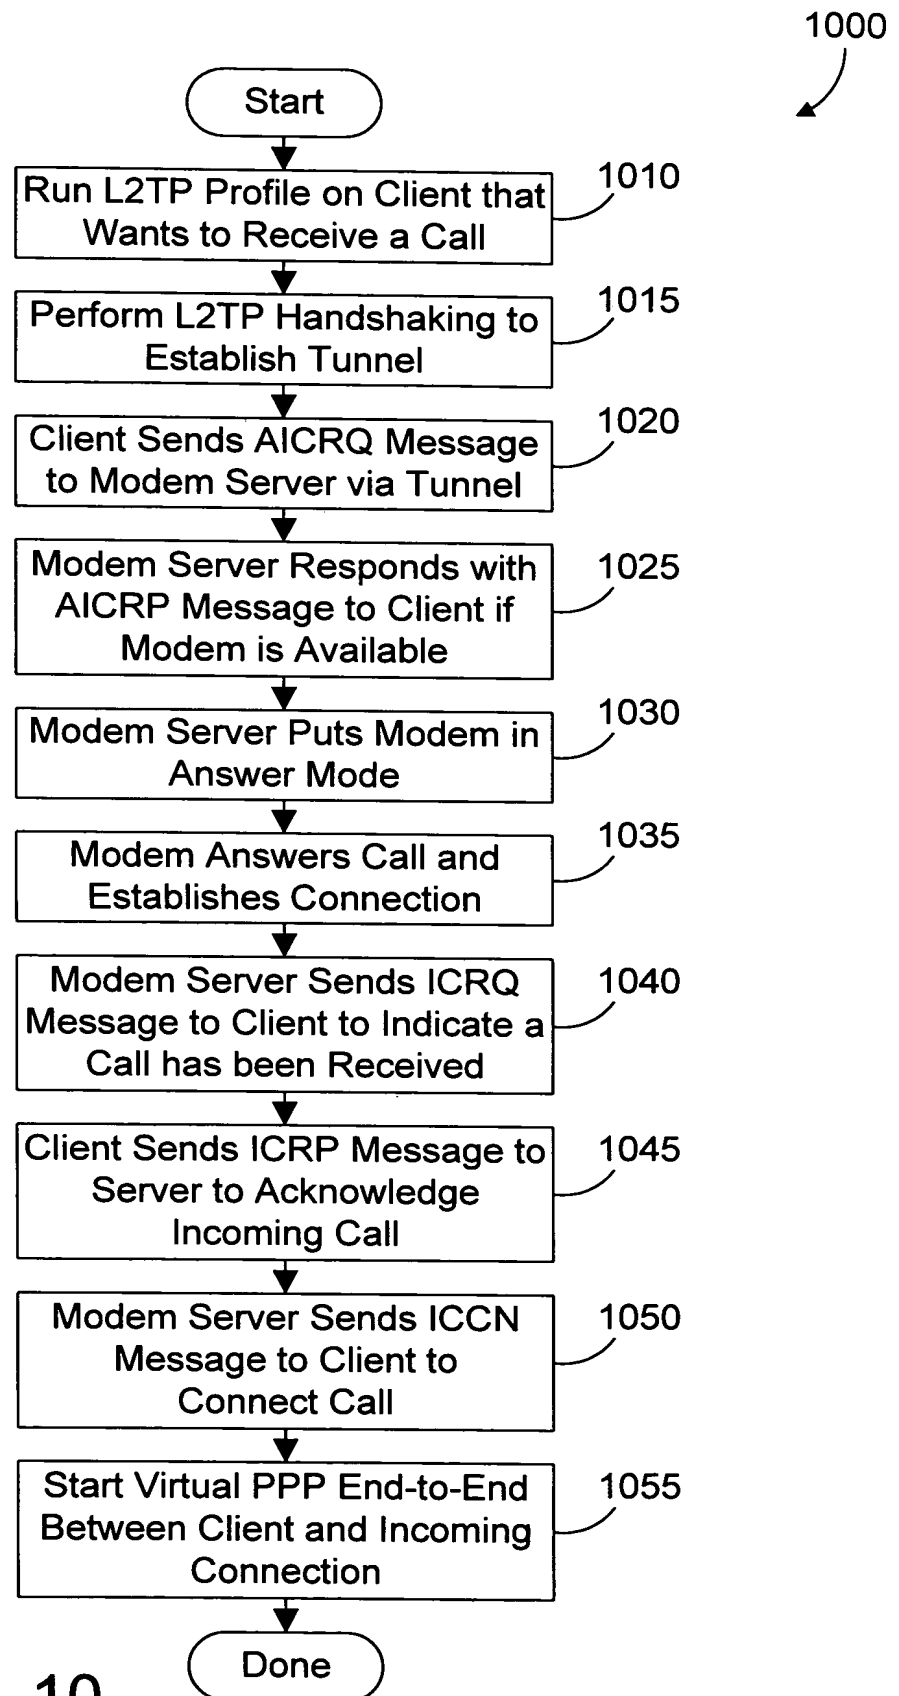 1000
Start
Run L2TP Profile on Client that
Wants to Receive a Call
1010
Perform L2TP Handshaking to
Establish Tunnel
1015
Client Sends AICRQ Message
to Modem Server via Tunnel
1020
Modem Server Responds with
AICRP Message to Client if
Modem is Available
1025
Modem Server Puts Modem in
Answer Mode
1030
Modem Answers Call and
Establishes Connection
1035
Modem Server Sends ICRQ
Message to Client to Indicate a
Call has been Received
1040
Client Sends ICRP Message to
Server to Acknowledge
Incoming Call
1045
Modem Server Sends ICCN
Message to Client to
Connect Call
1050
Start Virtual PPP End-to-End
Between Client and Incoming
Connection
1055
Done
10